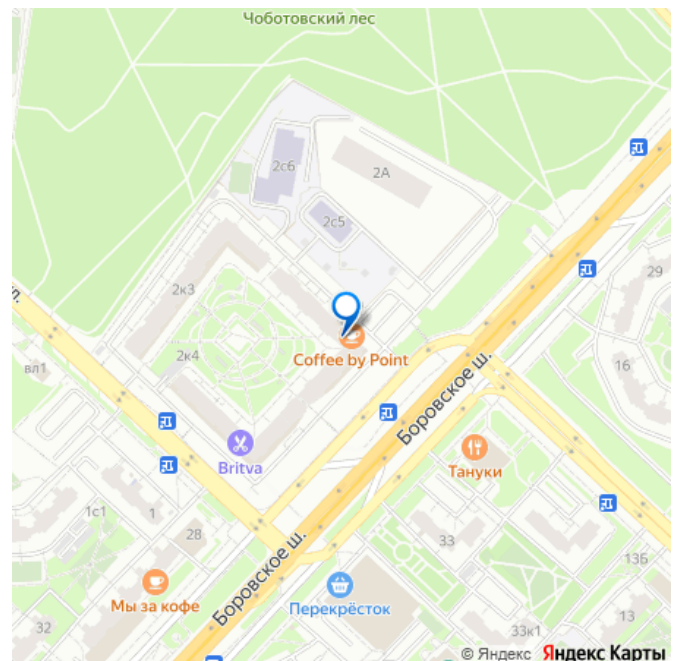 Чоботовский лес
2с6
2А
2с5
2к3
29
ул.
Coffee by Point
2к4
16
вл1
Боровское ш.
Britva
Тануки
1с1
1
28
33
13Б
Боровское ш.
Мы за кофе
Перекрёсток
32
33к1
13
© Яндекс Яндекс Карты